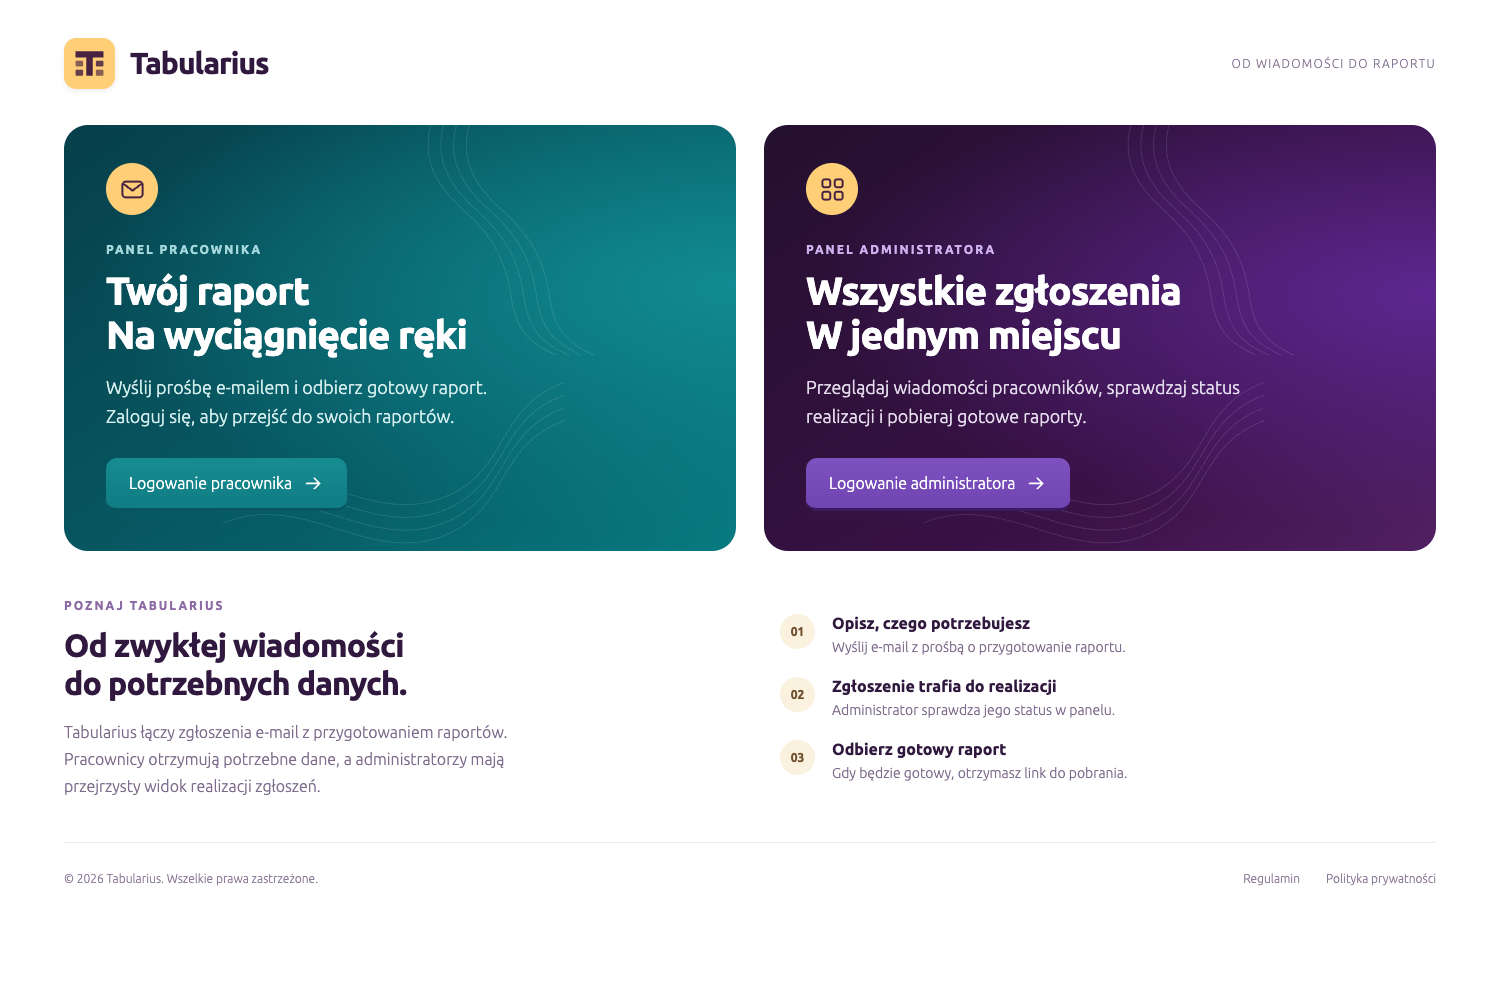 Tabularius
OD WIADOMOŚCI DO RAPORTU
PANEL PRACOWNIKA
Twój raport
Na wyciągnięcie ręki
Wyślij prośbę e-mailem i odbierz gotowy raport.
Zaloguj się, aby przejść do swoich raportów.
Logowanie pracownika
PANEL ADMINISTRATORA
Wszystkie zgłoszenia
W jednym miejscu
Przeglądaj wiadomości pracowników, sprawdzaj status
realizacji i pobieraj gotowe raporty.
Logowanie administratora
POZNAJ TABULARIUS
Od zwykłej wiadomości
do potrzebnych danych.
Tabularius łączy zgłoszenia e-mail z przygotowaniem raportów.
Pracownicy otrzymują potrzebne dane, a administratorzy mają
przejrzysty widok realizacji zgłoszeń.
01
Opisz, czego potrzebujesz
Wyślij e-mail z prośbą o przygotowanie raportu.
02
Zgłoszenie trafia do realizacji
Administrator sprawdza jego status w panelu.
03
Odbierz gotowy raport
Gdy będzie gotowy, otrzymasz link do pobrania.
© 2026 Tabularius. Wszelkie prawa zastrzeżone.
Regulamin
Polityka prywatności